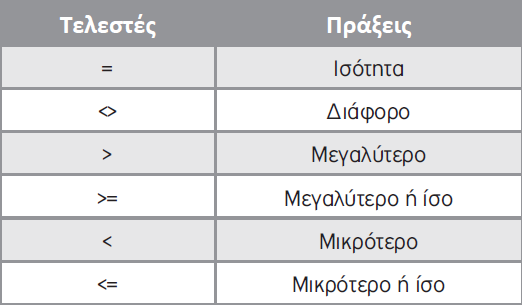 Τελεστές Πράξεις
= Ισότητα
<> Διάφορο
> Μεγαλύτερο
>= Μεγαλύτερο ή ίσο
< Μικρότερο
<= Μικρότερο ή ίσο